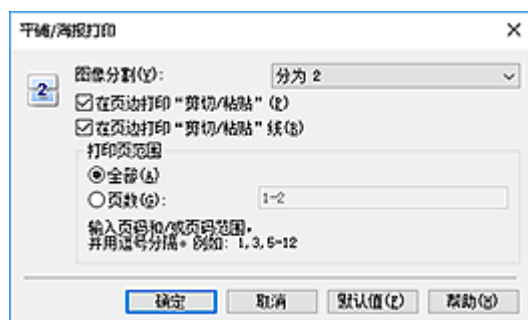 平铺/海报打印
2
图像分割(V): 分为 2
在页边打印“剪切/粘贴”(P)
在页边打印“剪切/粘贴”线(B)
打印页范围
全部(A)
页数(G): 1-2
输入页码和/或页码范围，
并用逗号分隔。例如: 1,3,5-12
确定 取消 默认值(F) 帮助(H)